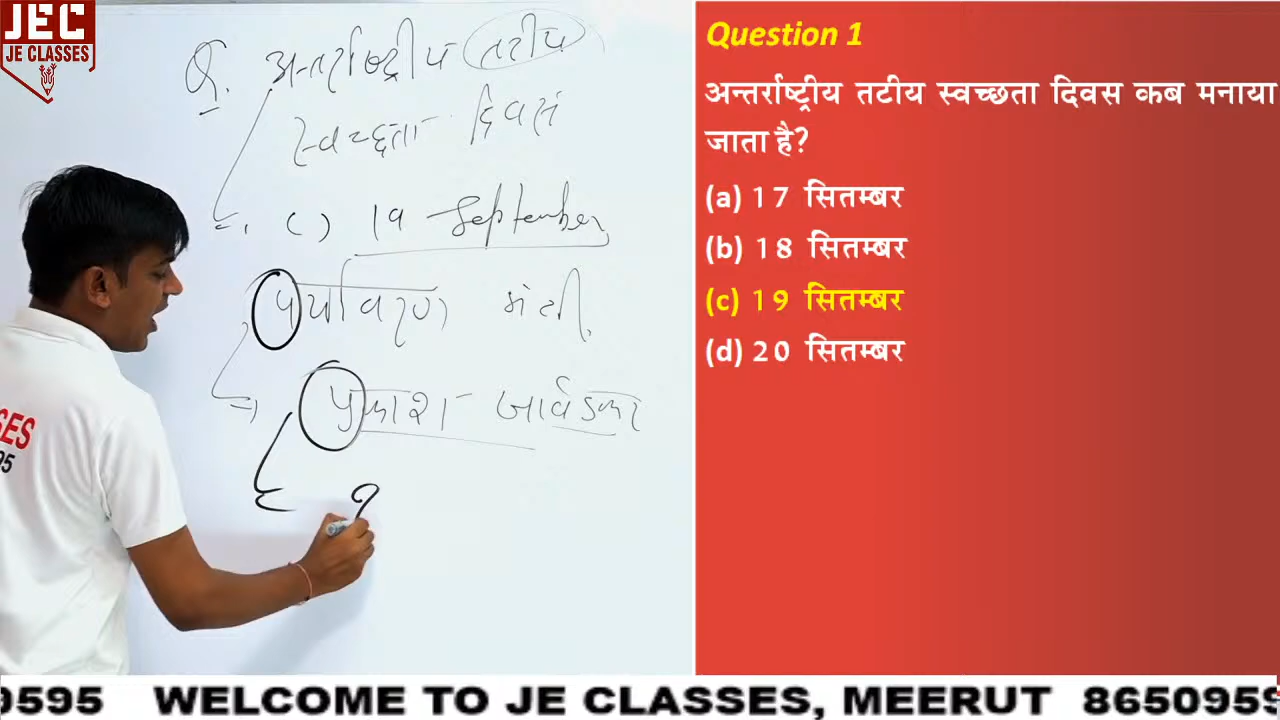 JEC
JE CLASSES
Q. अन्तर्राष्ट्रीय तटीय
स्वच्छता दिवस
C) 19 September
पर्यावरण मंत्री
प्रकाश जावडेकर
SES
95
Question 1
अन्तर्राष्ट्रीय तटीय स्वच्छता दिवस कब मनाया
जाता है?
(a) 17 सितम्बर
(b) 18 सितम्बर
(c) 19 सितम्बर
(d) 20 सितम्बर
9595 WELCOME TO JE CLASSES, MEERUT 8650959